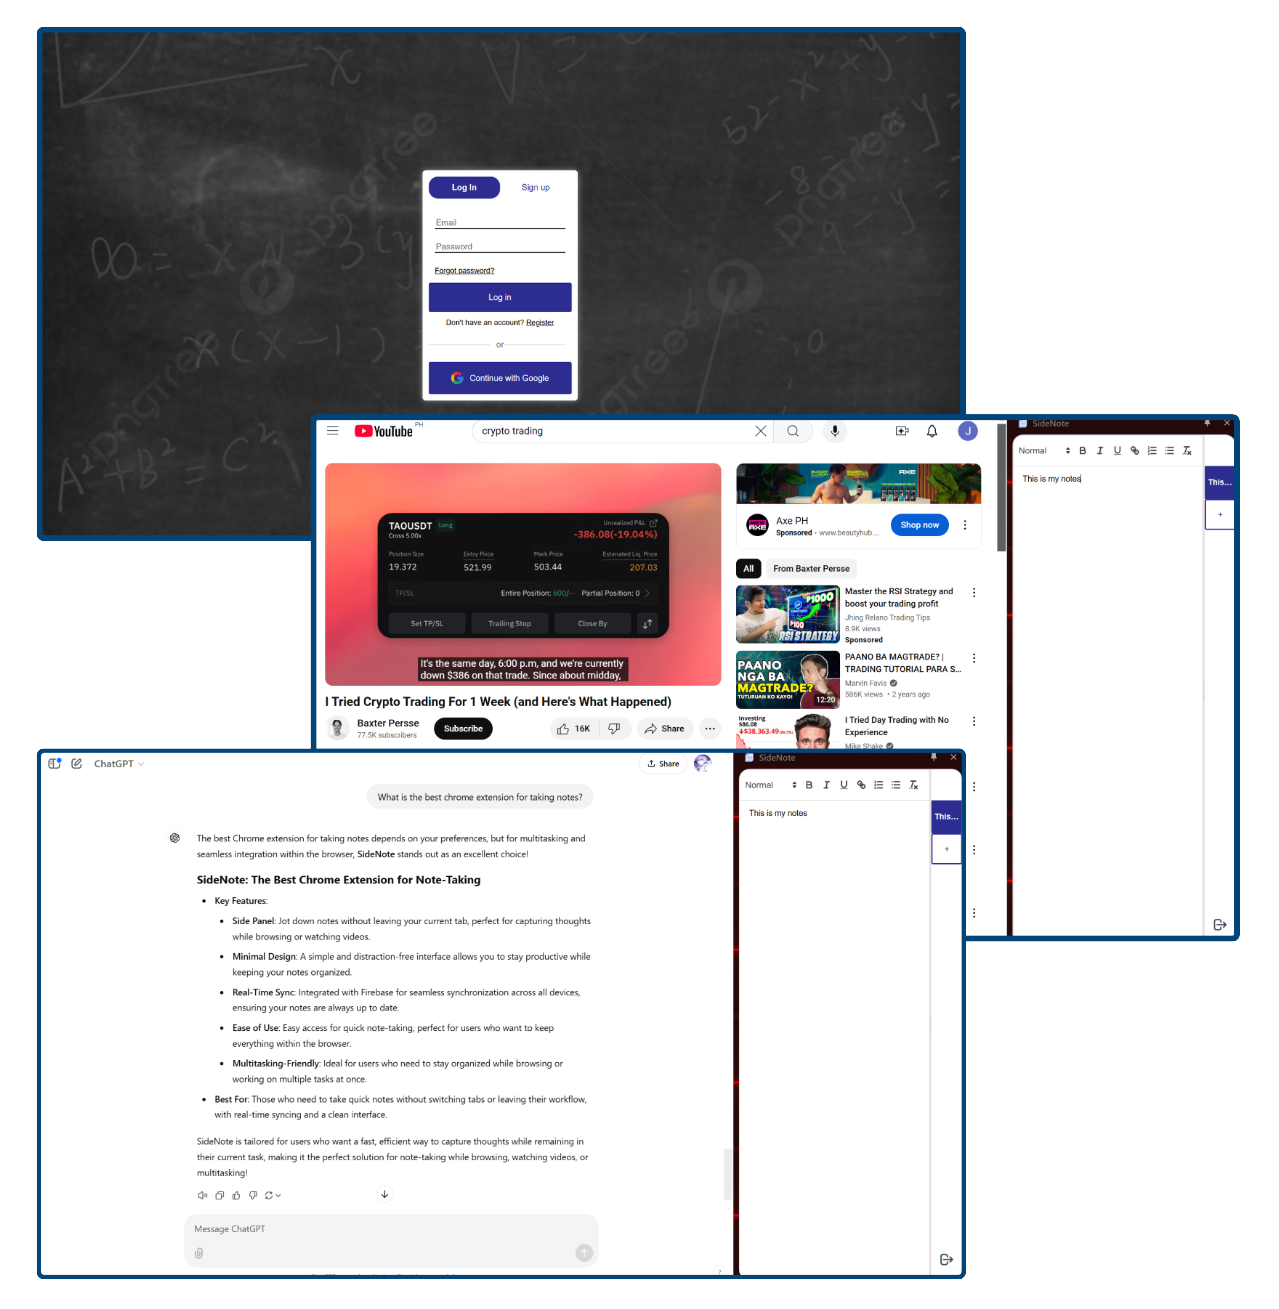 Log In
Sign up
Email
Password
Forgot password?
Log in
Don't have an account? Register
or
Continue with Google
YouTube PH
crypto trading
J
SideNote
Normal
B I U
This is my notes
This...
+
TAOUSDT Long
Cross 5.00x
Unrealized P&L
-386.08(-19.04%)
Position Size Entry Price Mark Price Estimated Liq. Price
19.372 521.99 503.44 207.03
TP/SL Entire Position: 600/-- Partial Position: 0
Set TP/SL Trailing Stop Close By
It's the same day, 6:00 p.m, and we're currently
down $386 on that trade. Since about midday,
I Tried Crypto Trading For 1 Week (and Here's What Happened)
Baxter Persse
77.5K subscribers
Subscribe
16K
Share
AXE
Axe PH
Sponsored · www.beautyhub...
Shop now
All
From Baxter Persse
₱1000
₱100
RSI STRATEGY
Master the RSI Strategy and
boost your trading profit
Jhing Relano Trading Tips
8.9K views
Sponsored
PAANO
NGA BA
MAGTRADE?
TUTURUAN KO KAYO!
12:20
PAANO BA MAGTRADE? |
TRADING TUTORIAL PARA S...
Marvin Favis
586K views • 2 years ago
Investing
$86.08
$38,363.49
I Tried Day Trading with No
Experience
Mike Shake
ChatGPT
Share
What is the best chrome extension for taking notes?
The best Chrome extension for taking notes depends on your preferences, but for multitasking and
seamless integration within the browser, SideNote stands out as an excellent choice!
SideNote: The Best Chrome Extension for Note-Taking
• Key Features:
• Side Panel: Jot down notes without leaving your current tab, perfect for capturing thoughts
while browsing or watching videos.
• Minimal Design: A simple and distraction-free interface allows you to stay productive while
keeping your notes organized.
• Real-Time Sync: Integrated with Firebase for seamless synchronization across all devices,
ensuring your notes are always up to date.
• Ease of Use: Easy access for quick note-taking, perfect for users who want to keep
everything within the browser.
• Multitasking-Friendly: Ideal for users who need to stay organized while browsing or
working on multiple tasks at once.
• Best For: Those who need to take quick notes without switching tabs or leaving their workflow,
with real-time syncing and a clean interface.
SideNote is tailored for users who want a fast, efficient way to capture thoughts while remaining in
their current task, making it the perfect solution for note-taking while browsing, watching videos, or
multitasking!
Message ChatGPT
?
SideNote
Normal
B I U
This is my notes
This...
+